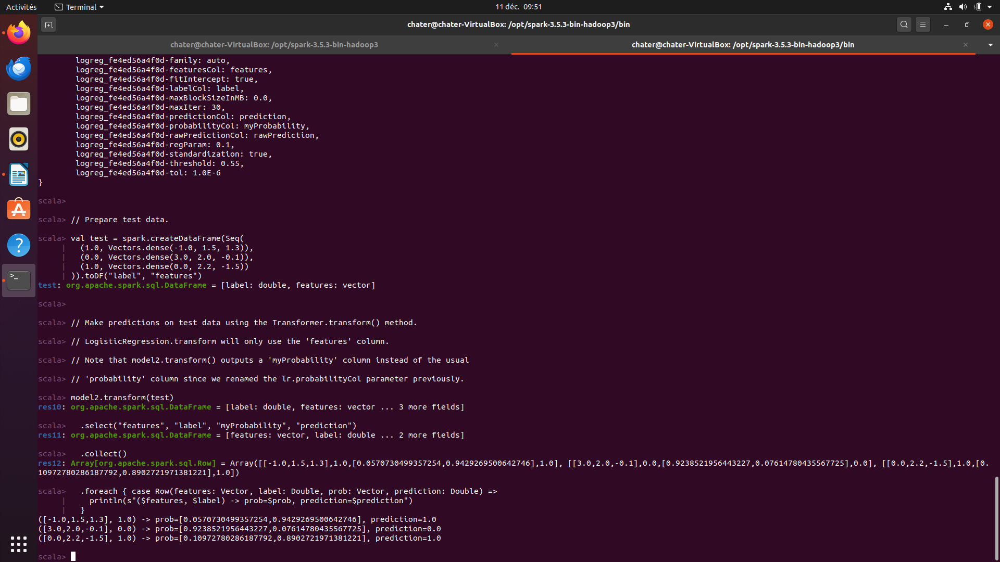 Activités
Terminal
11 déc. 09:51
chater@chater-VirtualBox: /opt/spark-3.5.3-bin-hadoop3/bin
chater@chater-VirtualBox: /opt/spark-3.5.3-bin-hadoop3
chater@chater-VirtualBox: /opt/spark-3.5.3-bin-hadoop3/bin
logreg_fe4ed56a4f0d-family: auto,
logreg_fe4ed56a4f0d-featuresCol: features,
logreg_fe4ed56a4f0d-fitIntercept: true,
logreg_fe4ed56a4f0d-labelCol: label,
logreg_fe4ed56a4f0d-maxBlockSizeInMB: 0.0,
logreg_fe4ed56a4f0d-maxIter: 30,
logreg_fe4ed56a4f0d-predictionCol: prediction,
logreg_fe4ed56a4f0d-probabilityCol: myProbability,
logreg_fe4ed56a4f0d-rawPredictionCol: rawPrediction,
logreg_fe4ed56a4f0d-regParam: 0.1,
logreg_fe4ed56a4f0d-standardization: true,
logreg_fe4ed56a4f0d-threshold: 0.55,
logreg_fe4ed56a4f0d-tol: 1.0E-6
}
scala>
scala> // Prepare test data.
scala> val test = spark.createDataFrame(Seq(
|   (1.0, Vectors.dense(-1.0, 1.5, 1.3)),
|   (0.0, Vectors.dense(3.0, 2.0, -0.1)),
|   (1.0, Vectors.dense(0.0, 2.2, -1.5))
| )).toDF("label", "features")
test: org.apache.spark.sql.DataFrame = [label: double, features: vector]
scala>
scala> // Make predictions on test data using the Transformer.transform() method.
scala> // LogisticRegression.transform will only use the 'features' column.
scala> // Note that model2.transform() outputs a 'myProbability' column instead of the usual
scala> // 'probability' column since we renamed the lr.probabilityCol parameter previously.
scala> model2.transform(test)
res10: org.apache.spark.sql.DataFrame = [label: double, features: vector ... 3 more fields]
scala>   .select("features", "label", "myProbability", "prediction")
res11: org.apache.spark.sql.DataFrame = [features: vector, label: double ... 2 more fields]
scala>   .collect()
res12: Array[org.apache.spark.sql.Row] = Array([[-1.0,1.5,1.3],1.0,[0.0570730499357254,0.9429269500642746],1.0], [[3.0,2.0,-0.1],0.0,[0.9238521956443227,0.07614780435567725],0.0], [[0.0,2.2,-1.5],1.0,[0.
10972780286187792,0.8902721971381221],1.0])
scala>   .foreach { case Row(features: Vector, label: Double, prob: Vector, prediction: Double) =>
|     println(s"($features, $label) -> prob=$prob, prediction=$prediction")
|   }
([-1.0,1.5,1.3], 1.0) -> prob=[0.0570730499357254,0.9429269500642746], prediction=1.0
([3.0,2.0,-0.1], 0.0) -> prob=[0.9238521956443227,0.07614780435567725], prediction=0.0
([0.0,2.2,-1.5], 1.0) -> prob=[0.10972780286187792,0.8902721971381221], prediction=1.0
scala>